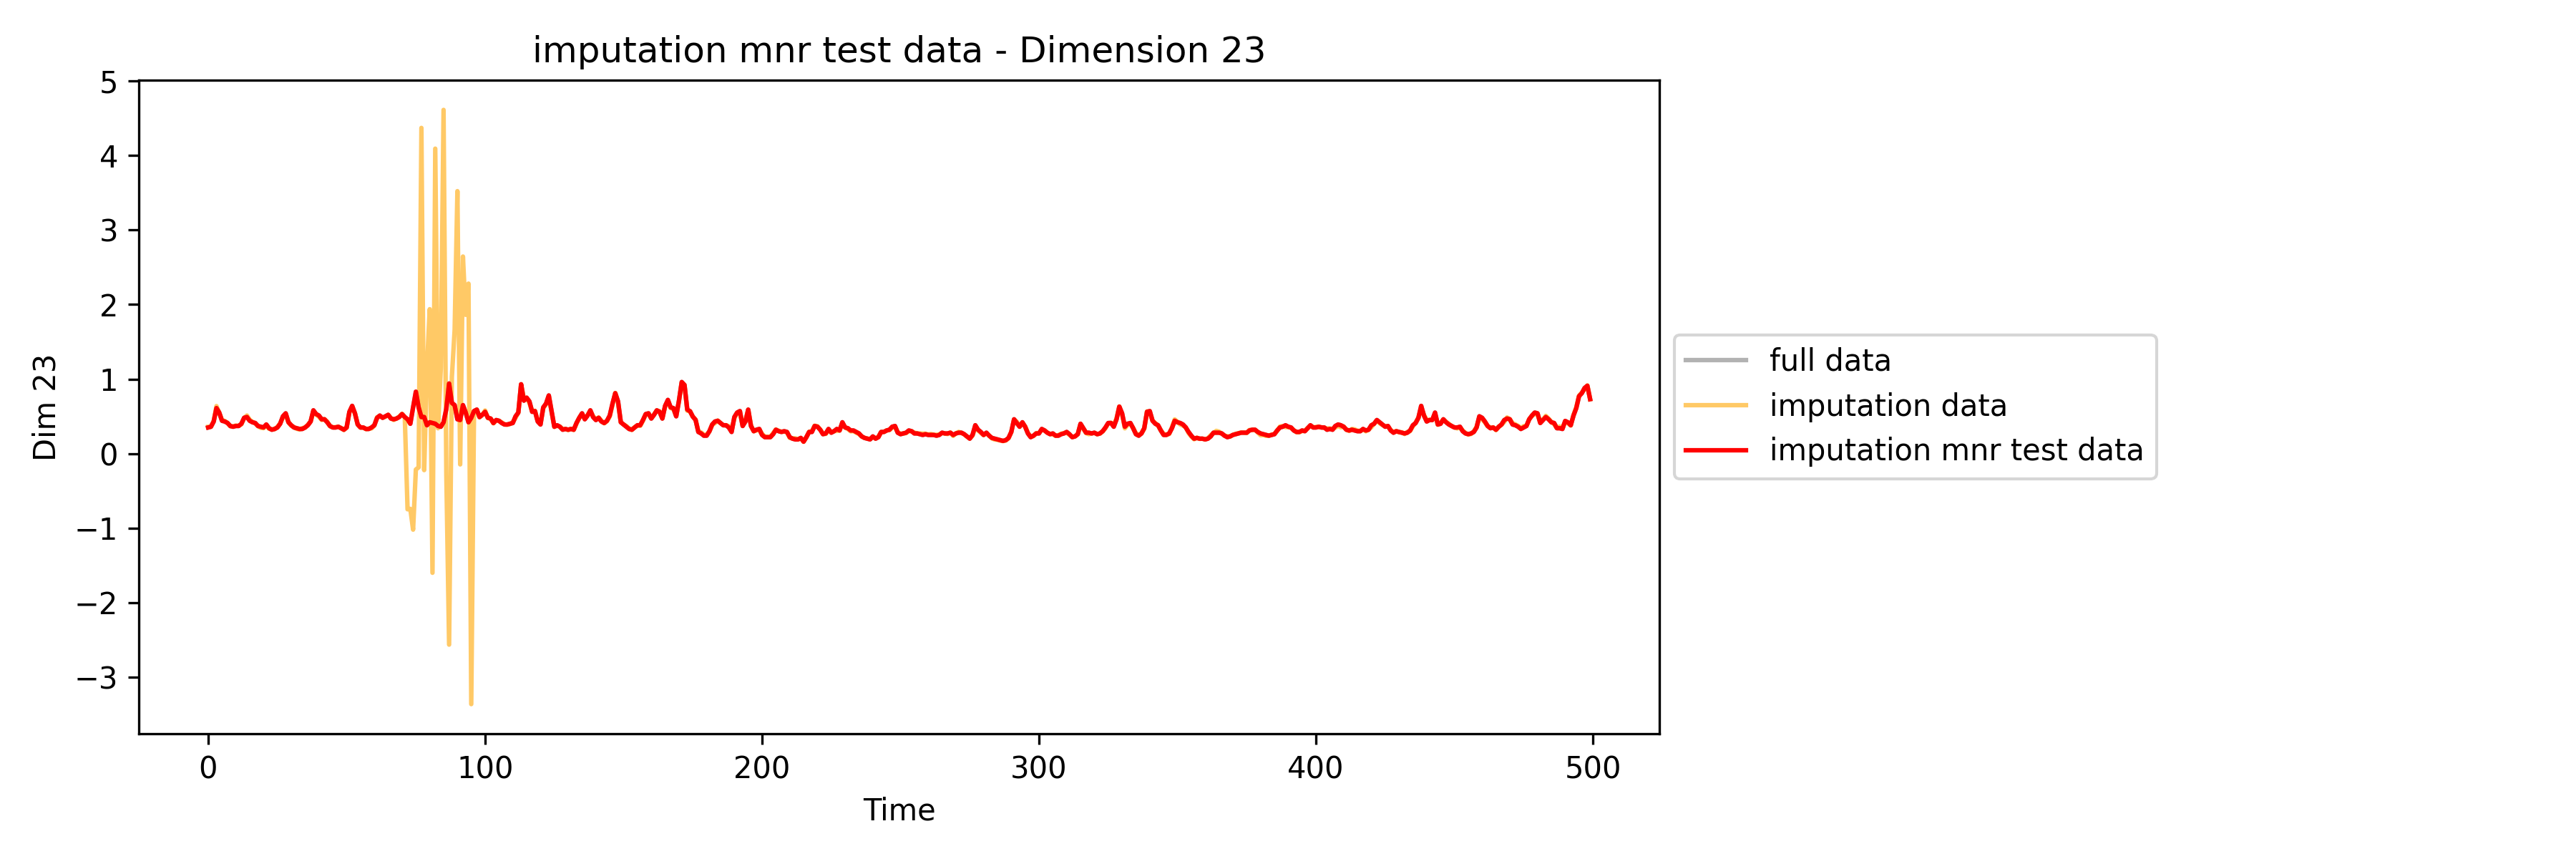 imputation mnr test data - Dimension 23
5
4
3
2
1
0
−1
−2
−3
Dim 23
0 100 200 300 400 500
Time
full data
imputation data
imputation mnr test data